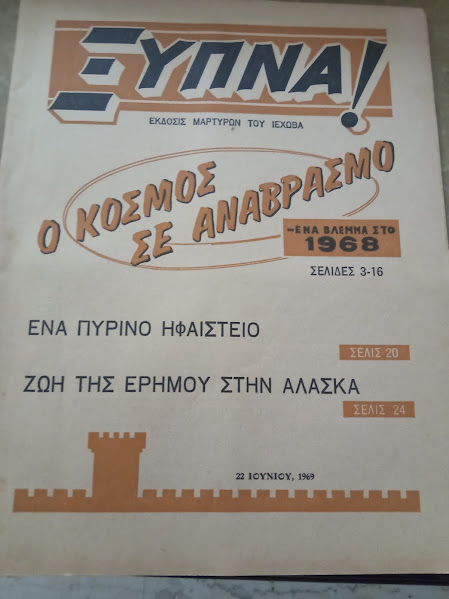 ΞΥΠΝΑ!
ΕΚΔΟΣΙΣ ΜΑΡΤΥΡΩΝ ΤΟΥ ΙΕΧΩΒΑ
Ο ΚΟΣΜΟΣ
ΣΕ ΑΝΑΒΡΑΣΜΟ
–ΕΝΑ ΒΛΕΜΜΑ ΣΤΟ
1968
ΣΕΛΙΔΕΣ 3-16
ΕΝΑ ΠΥΡΙΝΟ ΗΦΑΙΣΤΕΙΟ
ΣΕΛΙΣ 20
ΖΩΗ ΤΗΣ ΕΡΗΜΟΥ ΣΤΗΝ ΑΛΑΣΚΑ
ΣΕΛΙΣ 24
22 ΙΟΥΝΙΟΥ, 1969